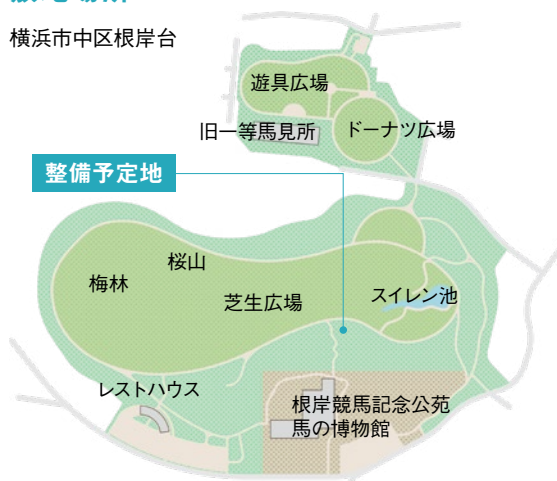 横浜市中区根岸台
遊具広場
旧一等馬見所
ドーナツ広場
整備予定地
桜山
梅林
芝生広場
スイレン池
レストハウス
根岸競馬記念公苑
馬の博物館